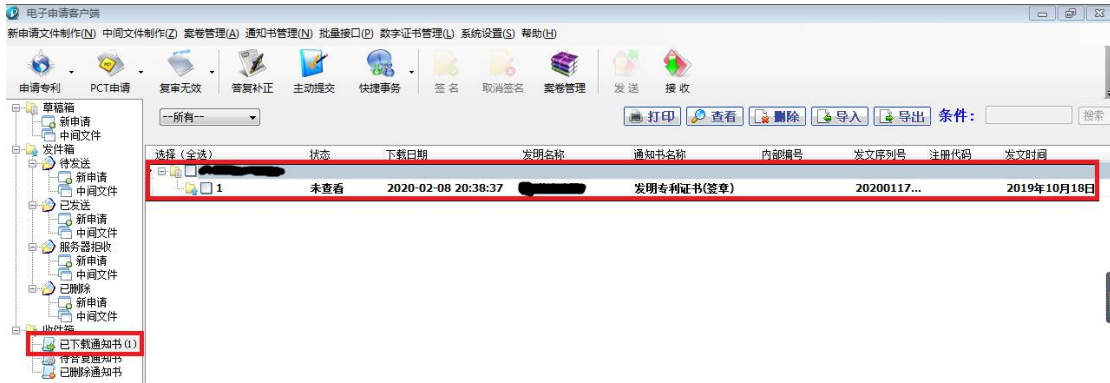 电子申请客户端
新申请文件制作(N) 中间文件制作(Z) 案卷管理(A) 通知书管理(N) 批量接口(P) 数字证书管理(L) 系统设置(S) 帮助(H)
申请专利 PCT申请 复审无效 答复补正 主动提交 快捷事务 签名 取消签名 案卷管理 发送 接收
草稿箱
新申请
中间文件
发件箱
待发送
新申请
中间文件
已发送
新申请
中间文件
服务器拒收
新申请
中间文件
已删除
新申请
中间文件
收件箱
已下载通知书(1)
待答复通知书
已删除通知书
--所有-- 打印 查看 删除 导入 导出 条件： 搜索
选择（全选） 状态 下载日期 发明名称 通知书名称 内部编号 发文序列号 注册代码 发文时间
1 未查看 2020-02-08 20:38:37 发明专利证书(签章) 20200117... 2019年10月18日